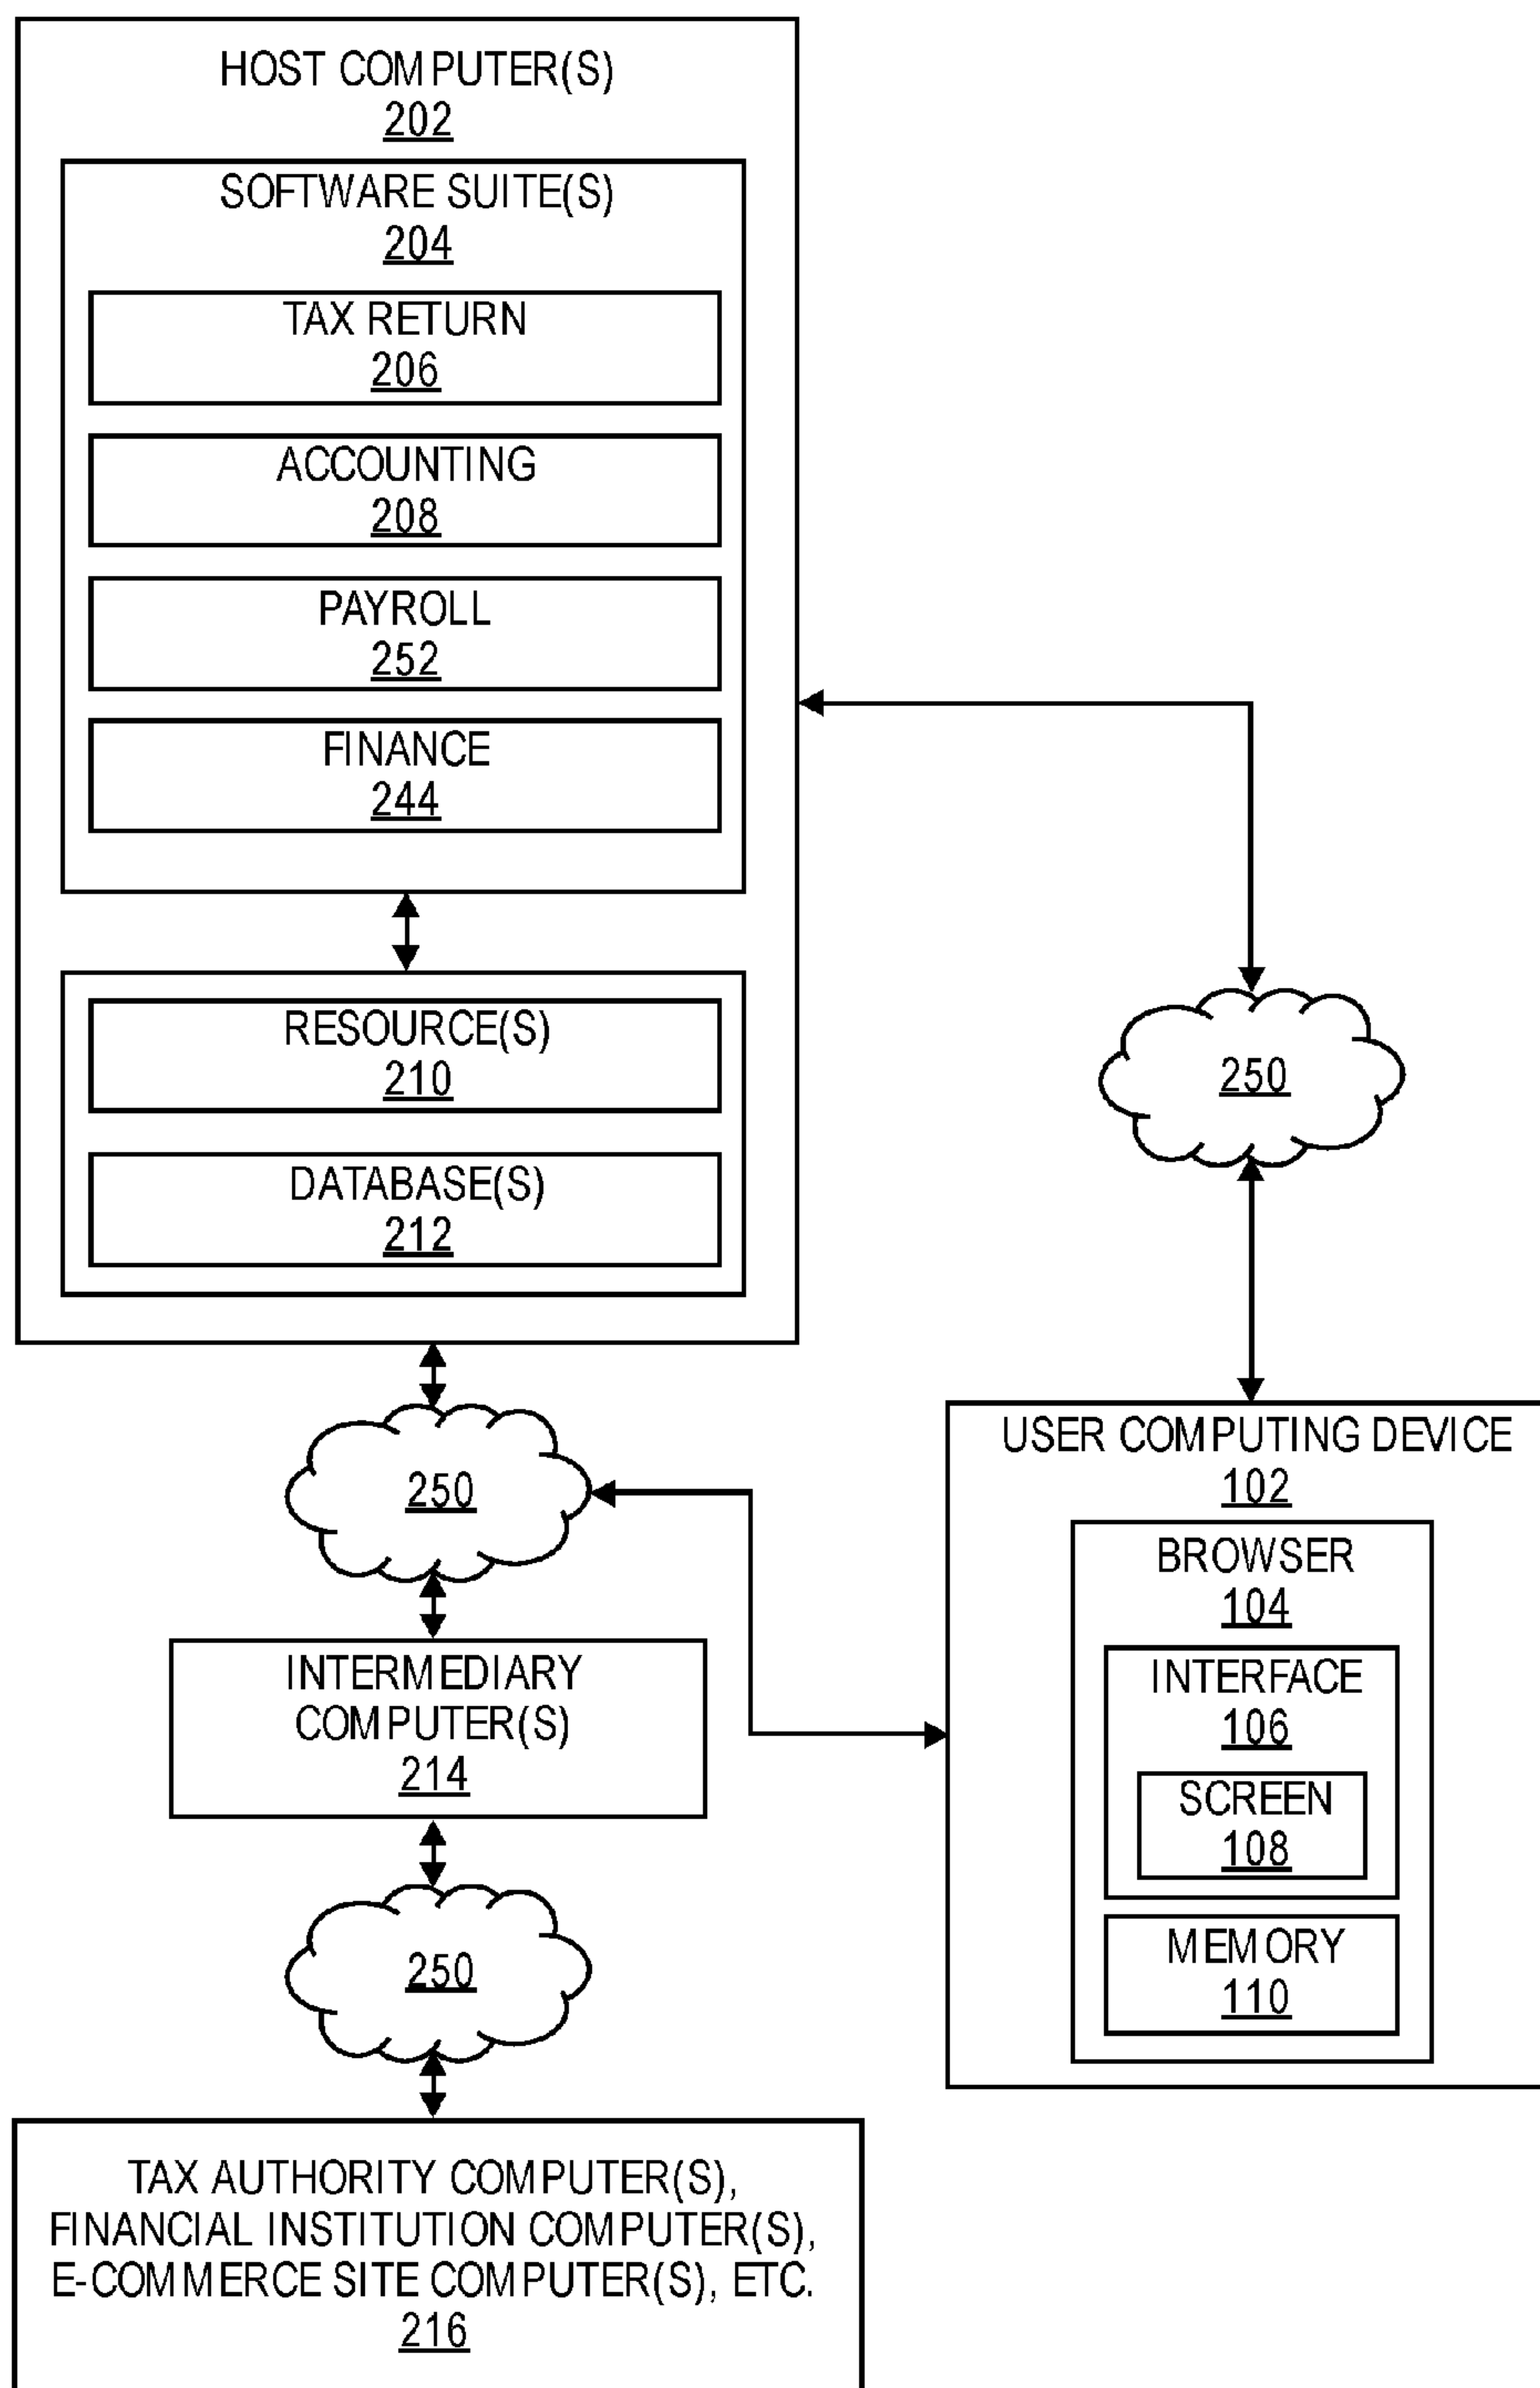 HOST COMPUTER(S)
202
SOFTWARE SUITE(S)
204
TAX RETURN
206
ACCOUNTING
208
PAYROLL
252
FINANCE
244
RESOURCE(S)
210
DATABASE(S)
212
250
250
USER COMPUTING DEVICE
102
BROWSER
104
INTERFACE
106
SCREEN
108
MEMORY
110
INTERMEDIARY
COMPUTER(S)
214
250
TAX AUTHORITY COMPUTER(S),
FINANCIAL INSTITUTION COMPUTER(S),
E-COMMERCE SITE COMPUTER(S), ETC.
216